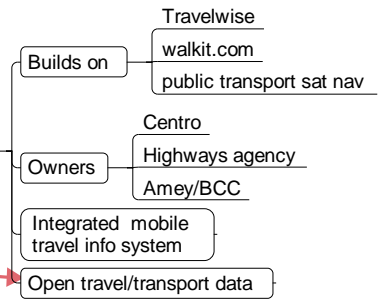 Travelwise
walkit.com
public transport sat nav
Builds on
Centro
Highways agency
Amey/BCC
Owners
Integrated mobile
travel info system
Open travel/transport data